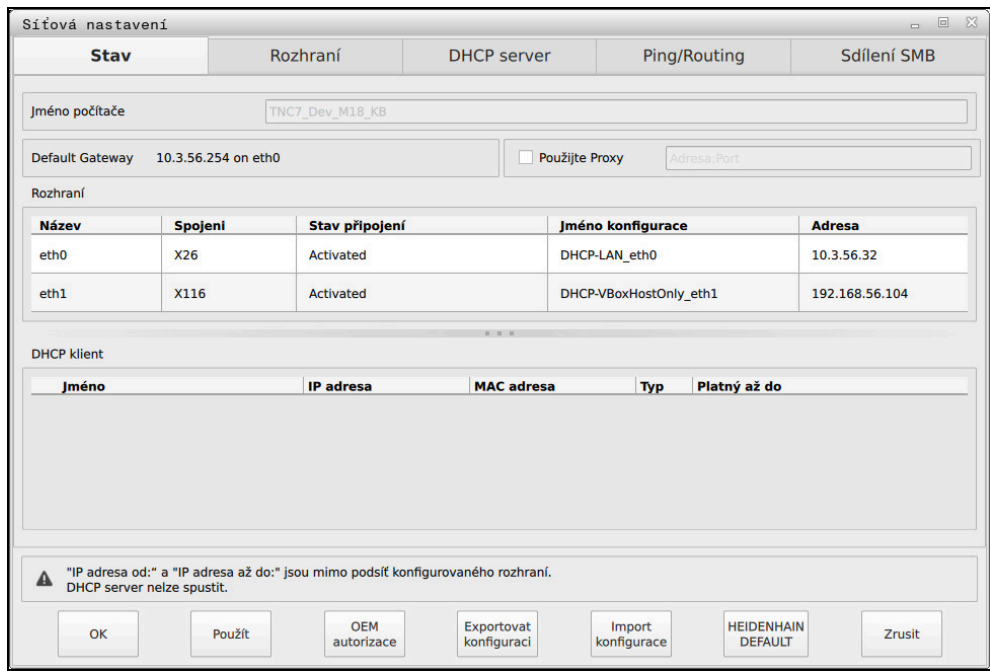 Síťová nastavení
Stav Rozhraní DHCP server Ping/Routing Sdílení SMB
Jméno počítače TNC7_Dev_M18_KB
Default Gateway 10.3.56.254 on eth0 Použijte Proxy Adresa:Port
Rozhraní
Název Spojeni Stav připojení Jméno konfigurace Adresa
eth0 X26 Activated DHCP-LAN_eth0 10.3.56.32
eth1 X116 Activated DHCP-VBoxHostOnly_eth1 192.168.56.104
DHCP klient
Jméno IP adresa MAC adresa Typ Platný až do
"IP adresa od:“ a "IP adresa až do:" jsou mimo podsíť konfigurovaného rozhraní.
DHCP server nelze spustit.
OK Použít OEM autorizace Exportovat konfiguraci Import konfigurace HEIDENHAIN DEFAULT Zrusit